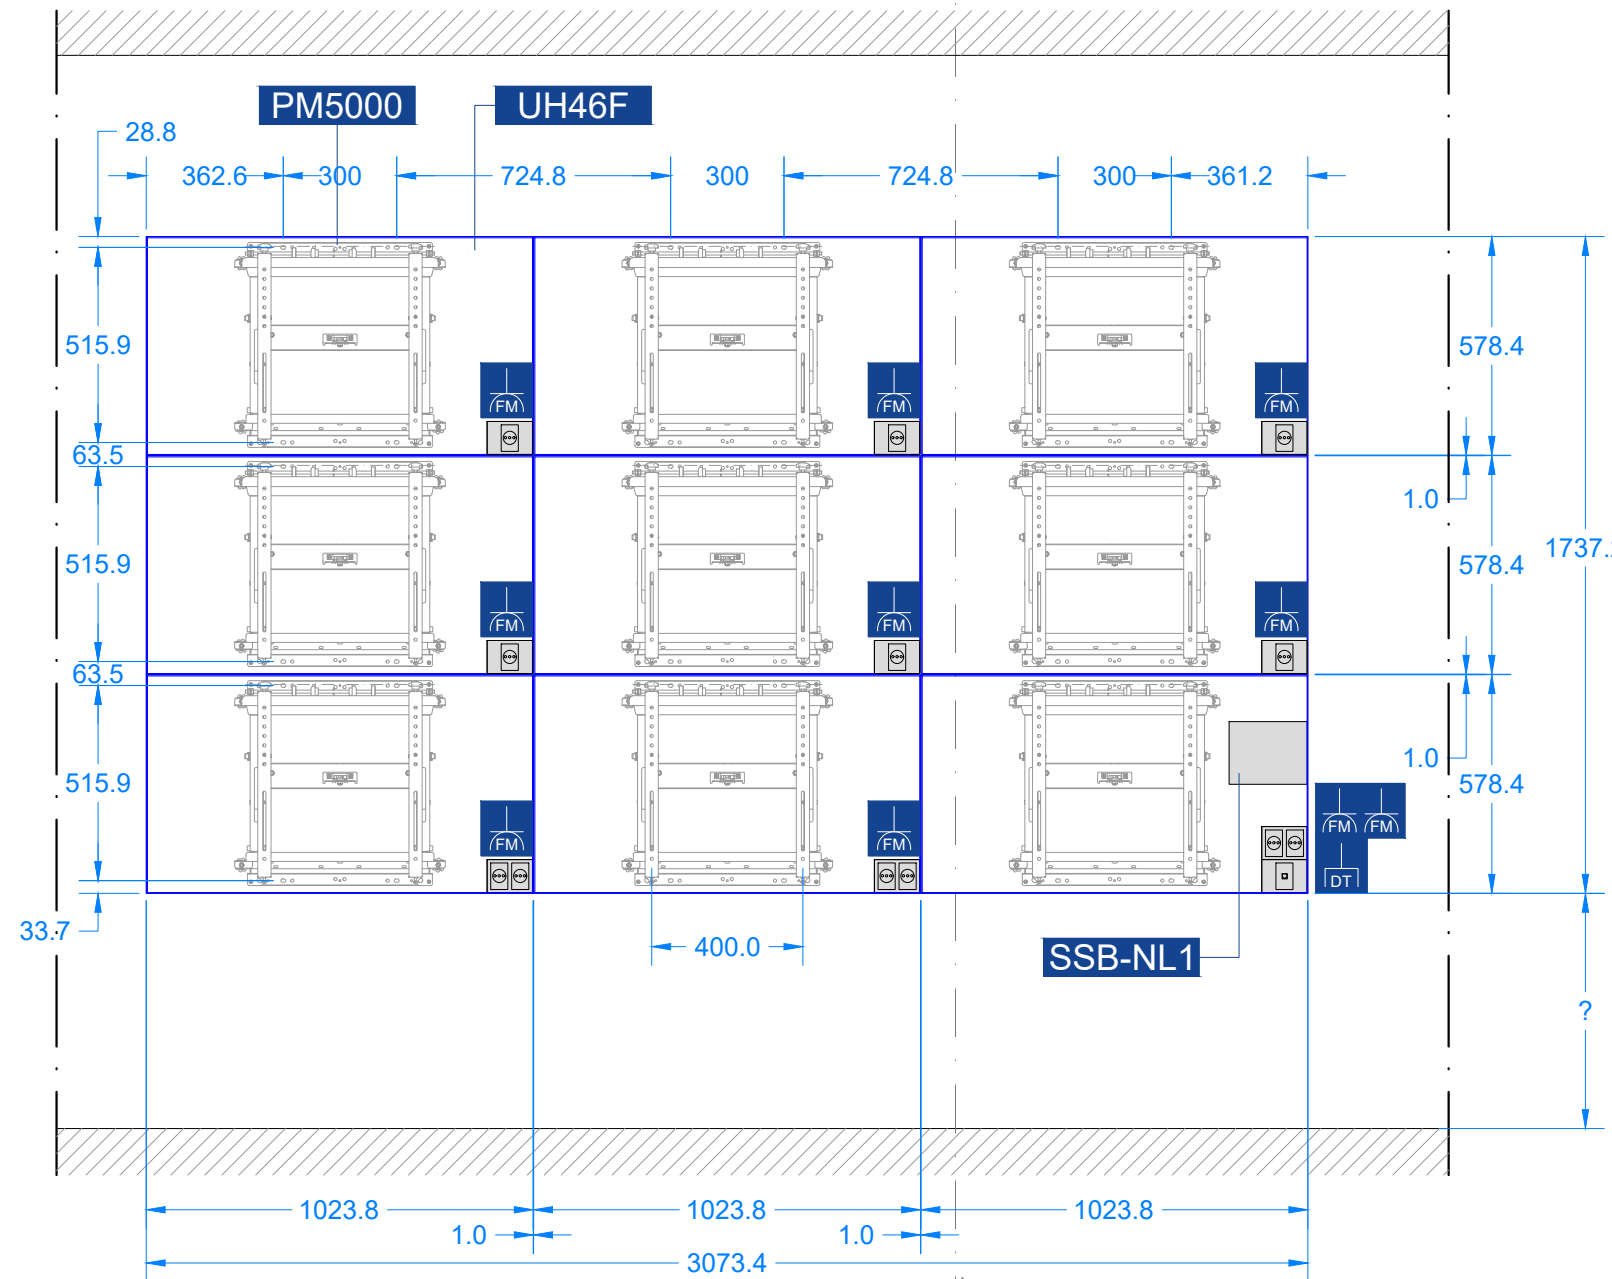 PM5000 UH46F
28.8
362.6 300 724.8 300 724.8 300 361.2
515.9 578.4
FM FM FM
63.5
1.0
515.9 578.4
1737.
FM FM FM
63.5
1.0
515.9 578.4
FM FM FM FM
DT
33.7
400.0
SSB-NL1
?
1023.8 1023.8 1023.8
1.0 1.0
3073.4